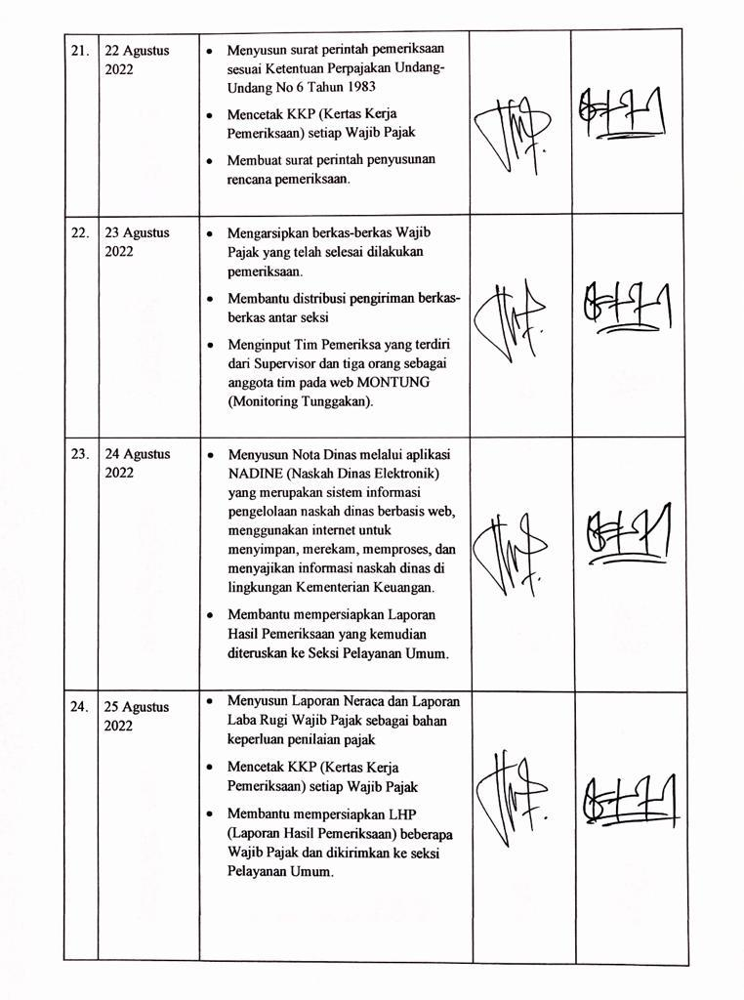 21.
22 Agustus
2022
• Menyusun surat perintah pemeriksaan
sesuai Ketentuan Perpajakan Undang-
Undang No 6 Tahun 1983
• Mencetak KKP (Kertas Kerja
Pemeriksaan) setiap Wajib Pajak
• Membuat surat perintah penyusunan
rencana pemeriksaan.
22.
23 Agustus
2022
• Mengarsipkan berkas-berkas Wajib
Pajak yang telah selesai dilakukan
pemeriksaan.
• Membantu distribusi pengiriman berkas-
berkas antar seksi
• Menginput Tim Pemeriksa yang terdiri
dari Supervisor dan tiga orang sebagai
anggota tim pada web MONTUNG
(Monitoring Tunggakan).
23.
24 Agustus
2022
• Menyusun Nota Dinas melalui aplikasi
NADINE (Naskah Dinas Elektronik)
yang merupakan sistem informasi
pengelolaan naskah dinas berbasis web,
menggunakan internet untuk
menyimpan, merekam, memproses, dan
menyajikan informasi naskah dinas di
lingkungan Kementerian Keuangan.
• Membantu mempersiapkan Laporan
Hasil Pemeriksaan yang kemudian
diteruskan ke Seksi Pelayanan Umum.
24.
25 Agustus
2022
• Menyusun Laporan Neraca dan Laporan
Laba Rugi Wajib Pajak sebagai bahan
keperluan penilaian pajak
• Mencetak KKP (Kertas Kerja
Pemeriksaan) setiap Wajib Pajak
• Membantu mempersiapkan LHP
(Laporan Hasil Pemeriksaan) beberapa
Wajib Pajak dan dikirimkan ke seksi
Pelayanan Umum.